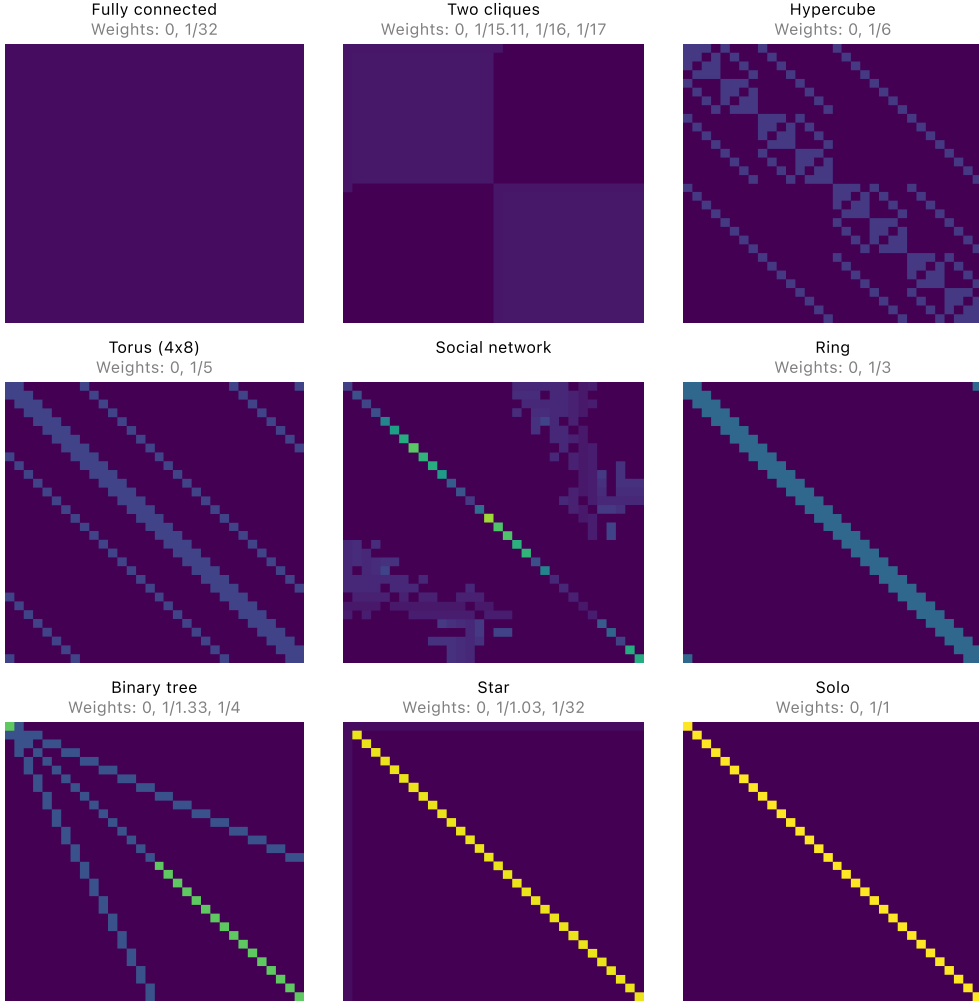 Fully connected
Weights: 0, 1/32
Two cliques
Weights: 0, 1/15.11, 1/16, 1/17
Hypercube
Weights: 0, 1/6
Torus (4x8)
Weights: 0, 1/5
Social network
Ring
Weights: 0, 1/3
Binary tree
Weights: 0, 1/1.33, 1/4
Star
Weights: 0, 1/1.03, 1/32
Solo
Weights: 0, 1/1